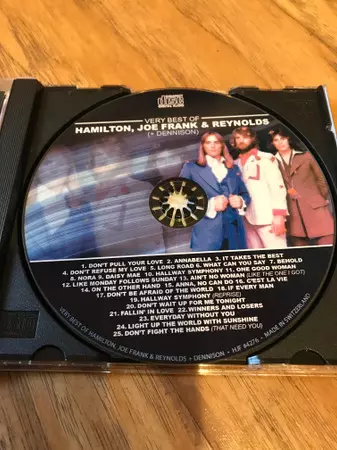 COMPACT
disc
DIGITAL AUDIO
VERY BEST OF
HAMILTON, JOE FRANK & REYNOLDS
(+ DENNISON)
1. DON'T PULL YOUR LOVE 2. ANNABELLA 3. IT TAKES THE BEST
4. DON'T REFUSE MY LOVE 5. LONG ROAD 6. WHAT CAN YOU SAY 7. BEHOLD
8. NORA 9. DAISY MAE 10. HALLWAY SYMPHONY 11. ONE GOOD WOMAN
12. LIKE MONDAY FOLLOWS SUNDAY 13. AIN'T NO WOMAN (LIKE THE ONE I GOT)
14. ON THE OTHER HAND 15. ANNA, NO CAN DO 16. C'EST LA VIE
17. DON'T BE AFRAID OF THE WORLD 18. IF EVERY MAN
19. HALLWAY SYMPHONY (REPRISE)
20. DON'T WAIT UP FOR ME TONIGHT
21. FALLIN' IN LOVE 22. WINNERS AND LOSERS
23. EVERYDAY WITHOUT YOU
24. LIGHT UP THE WORLD WITH SUNSHINE
25. DON'T FIGHT THE HANDS (THAT NEED YOU)
VERY BEST OF HAMILTON, JOE FRANK & REYNOLDS + DENNISON • HJF 84276 • MADE IN SWITZERLAND